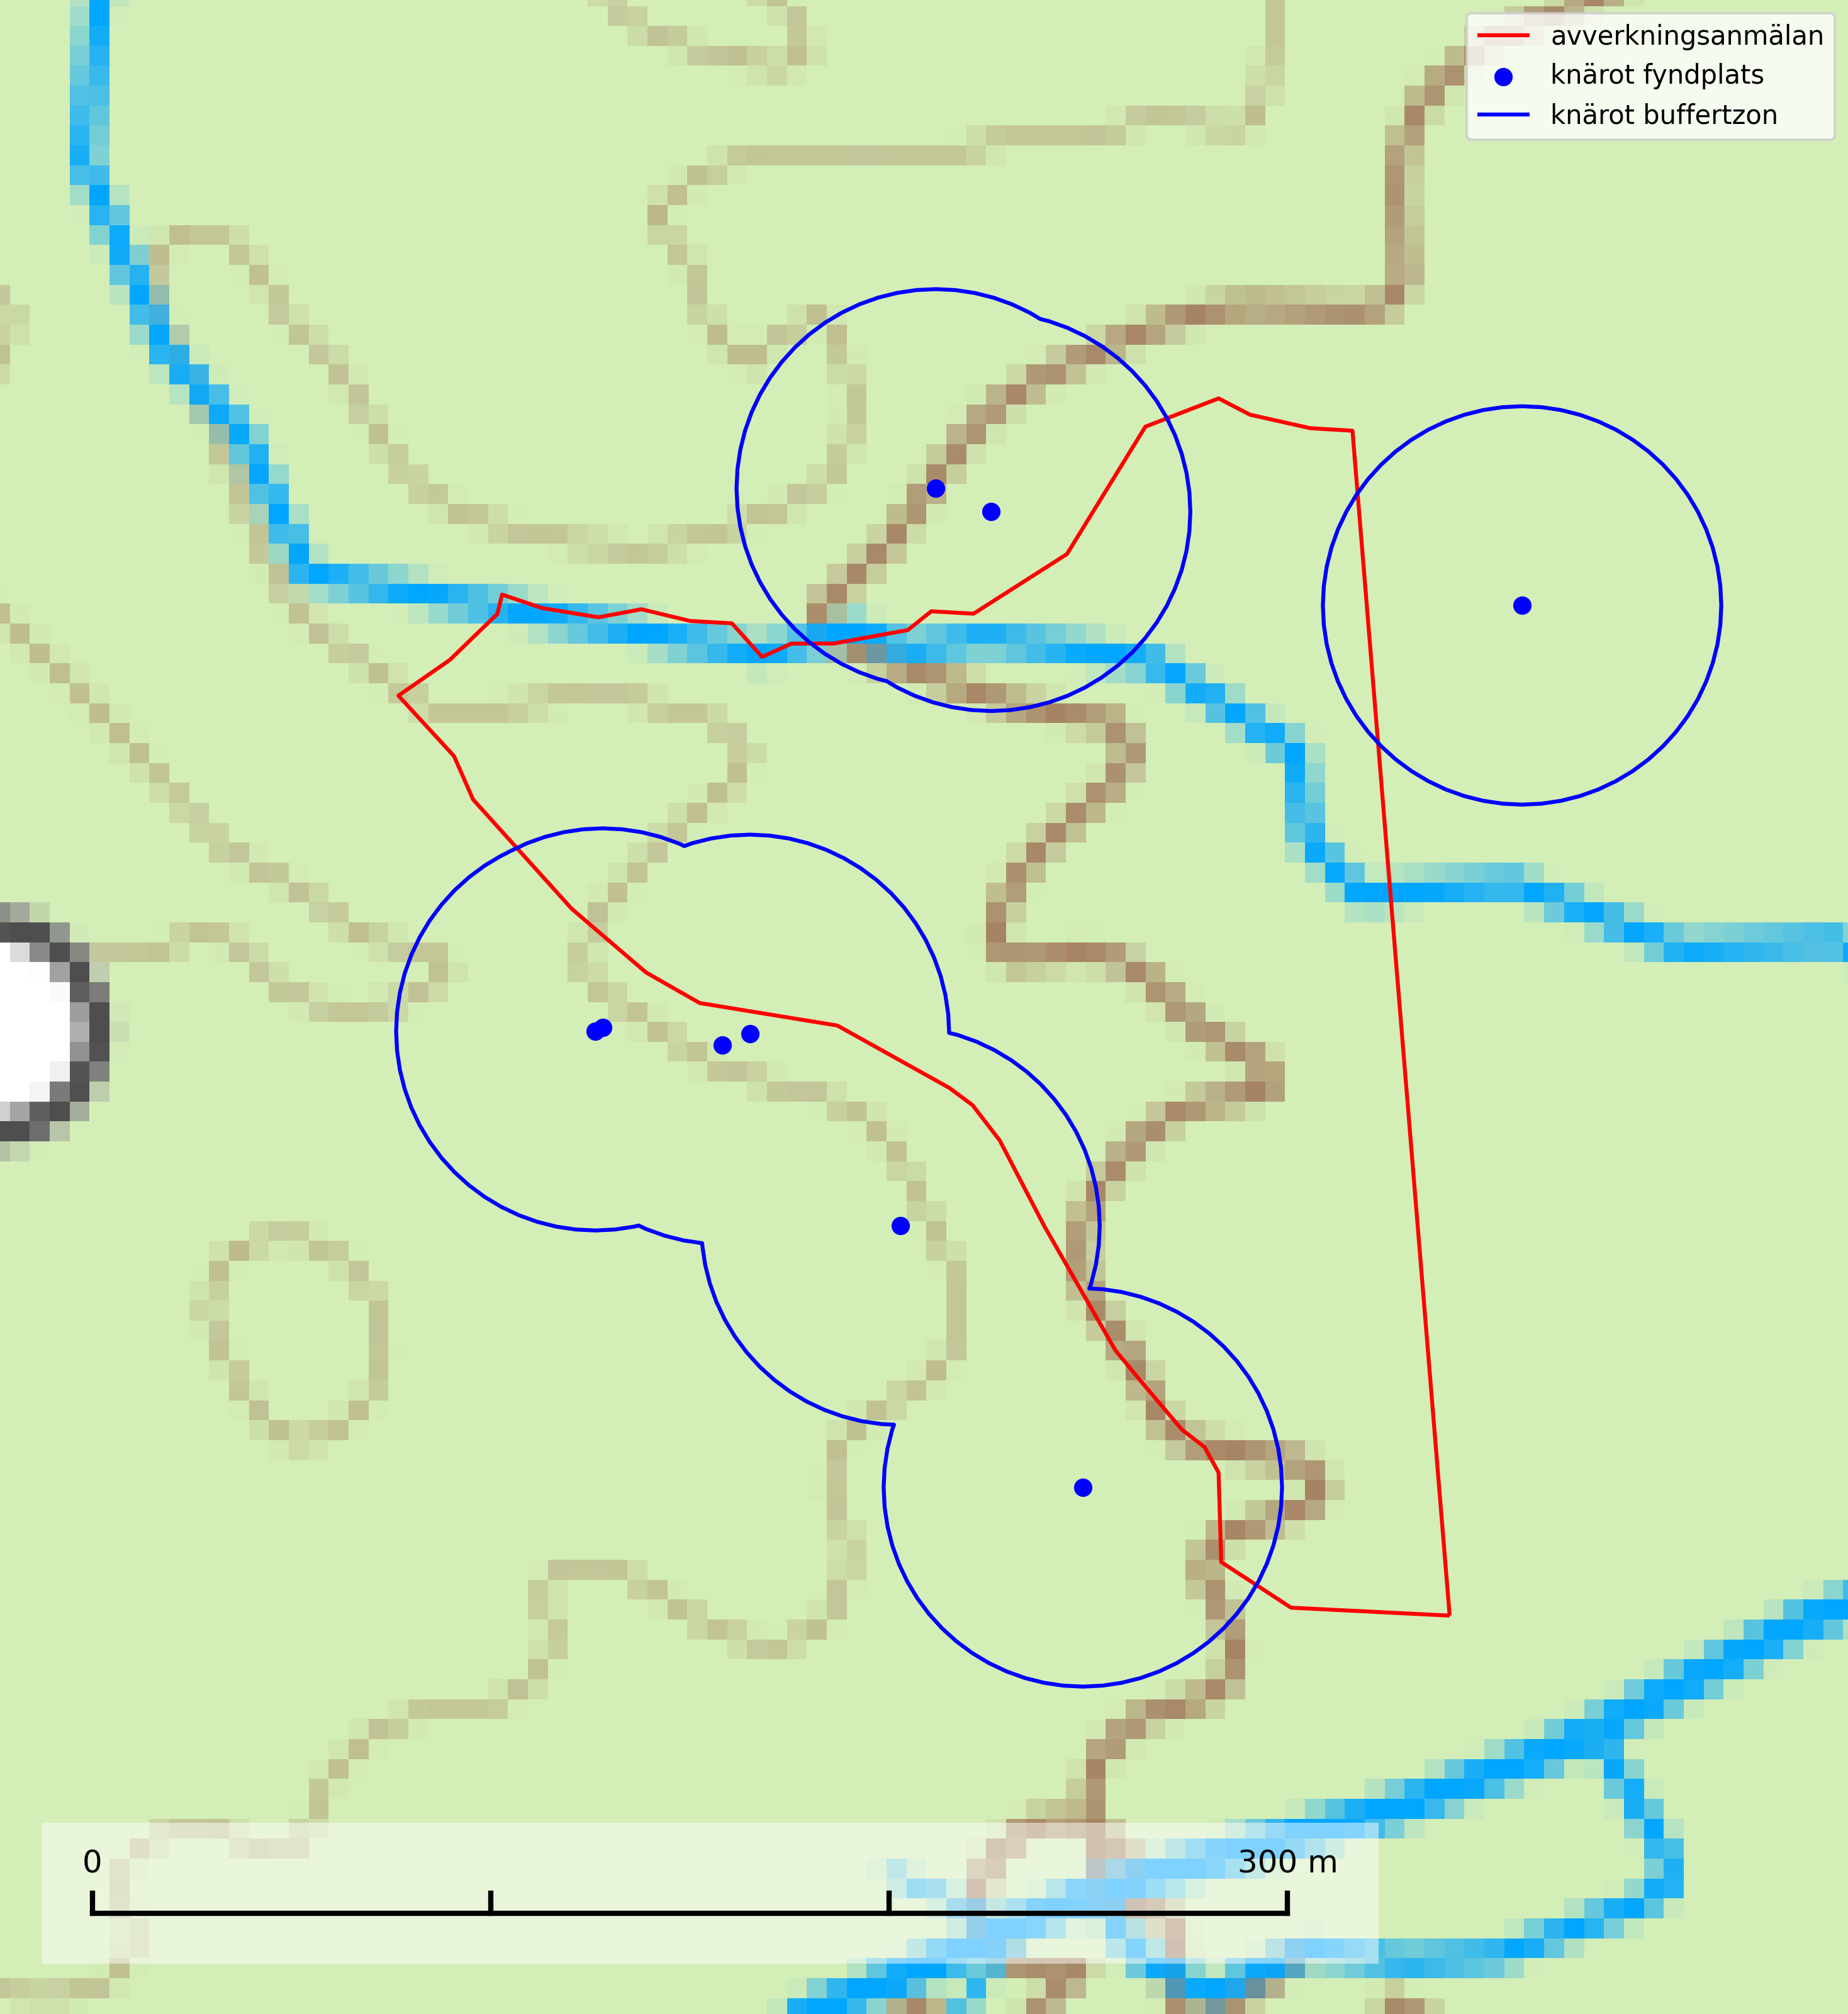 avverkningsanmälan
knärot fyndplats
knärot buffertzon
0 300 m